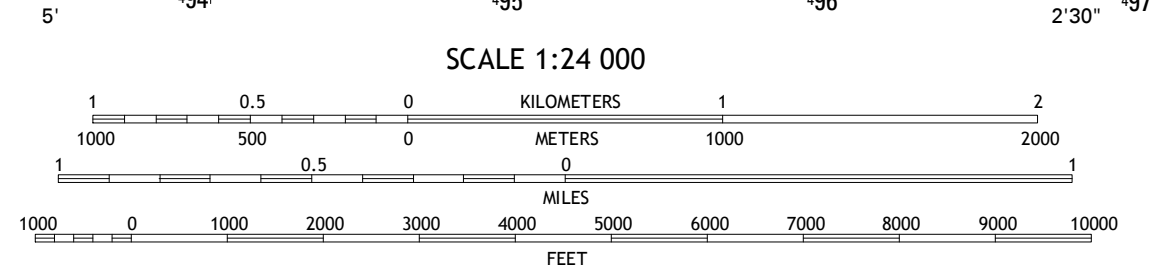 5' 494 495 496 2'30" 497
SCALE 1:24 000
1 0.5 0 KILOMETERS 1 2
1000 500 0 METERS 1000 2000
1 0.5 0 1
MILES
1000 0 1000 2000 3000 4000 5000 6000 7000 8000 9000 10000
FEET